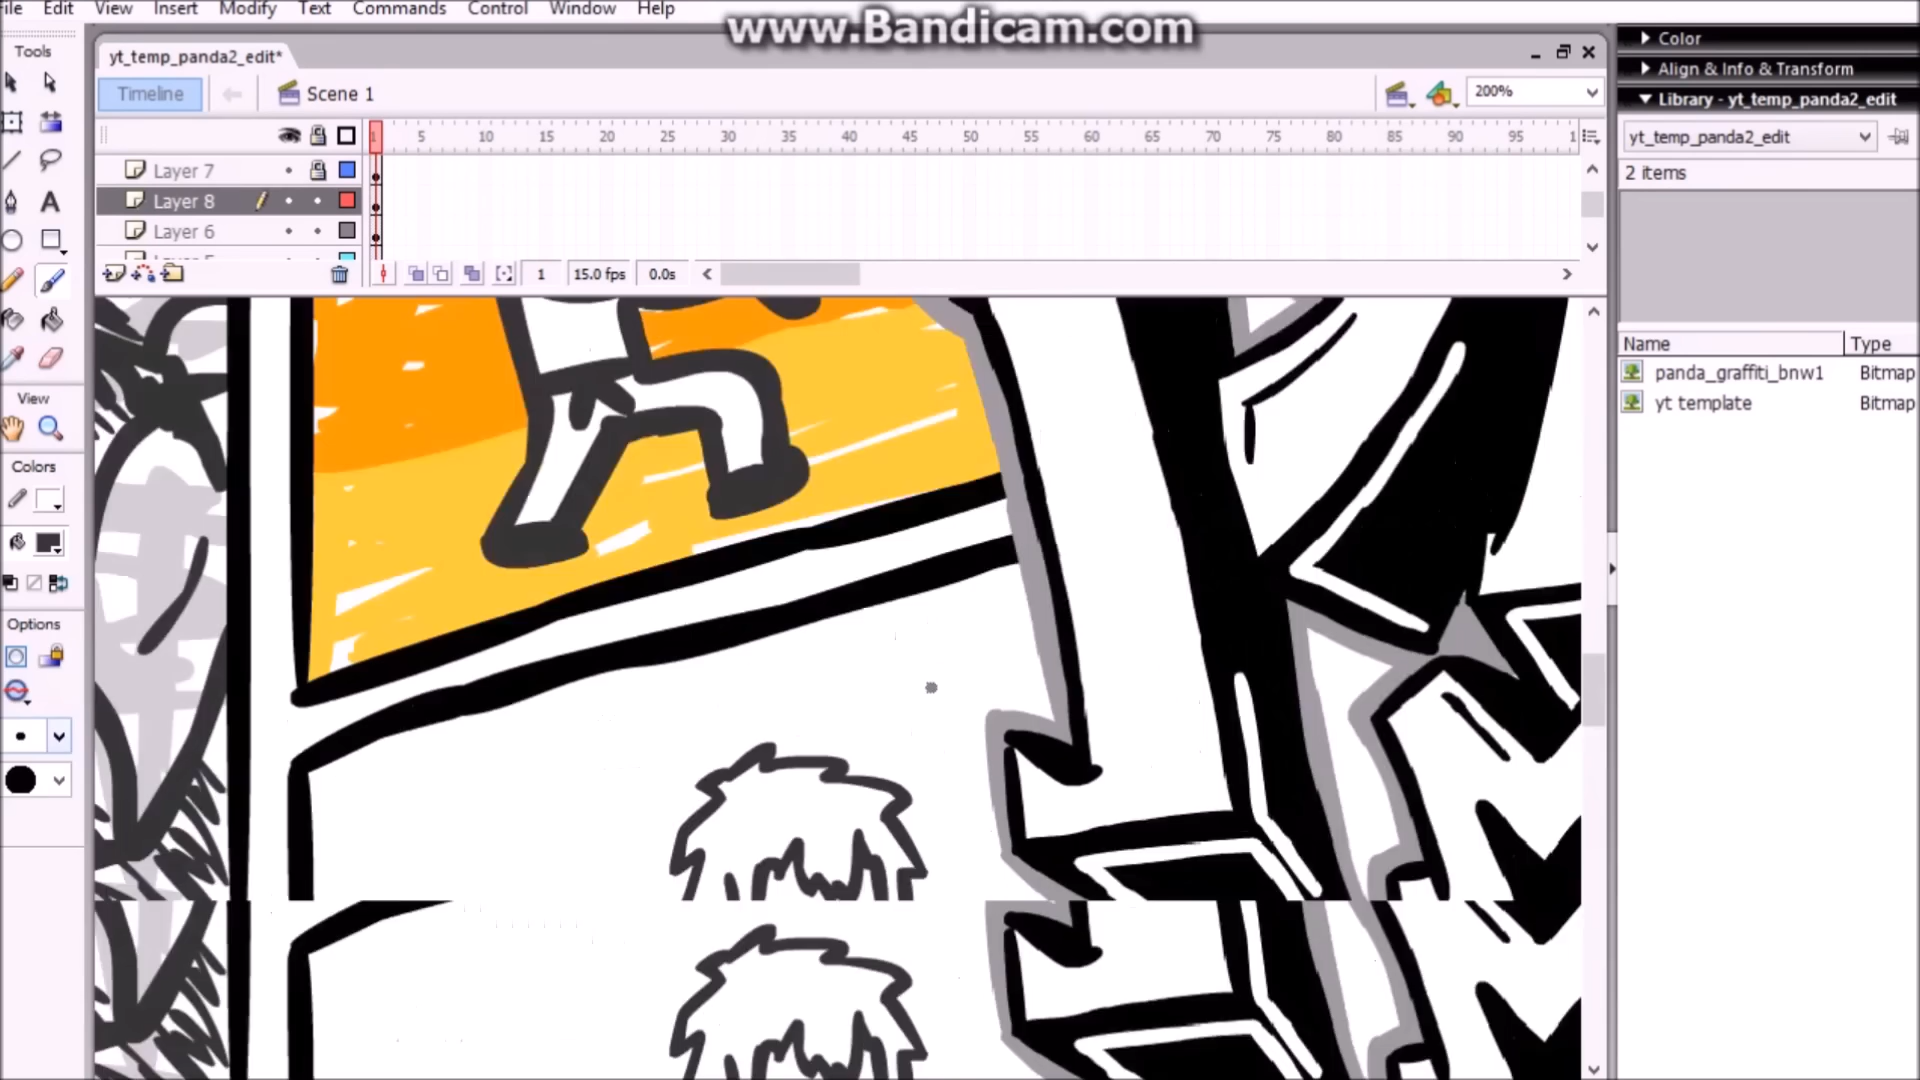 www.Bandicam.com
File Edit View Insert Modify Text Commands Control Window Help
Tools
yt_temp_panda2_edit*
Timeline
Scene 1
200%
1 5 10 15 20 25 30 35 40 45 50 55 60 65 70 75 80 85 90 95 1
Layer 7
Layer 8
Layer 6
1 15.0 fps 0.0s
View
Colors
Options
Color
Align & Info & Transform
Library - yt_temp_panda2_edit
yt_temp_panda2_edit
2 items
Name Type
panda_graffiti_bnw1 Bitmap
yt template Bitmap